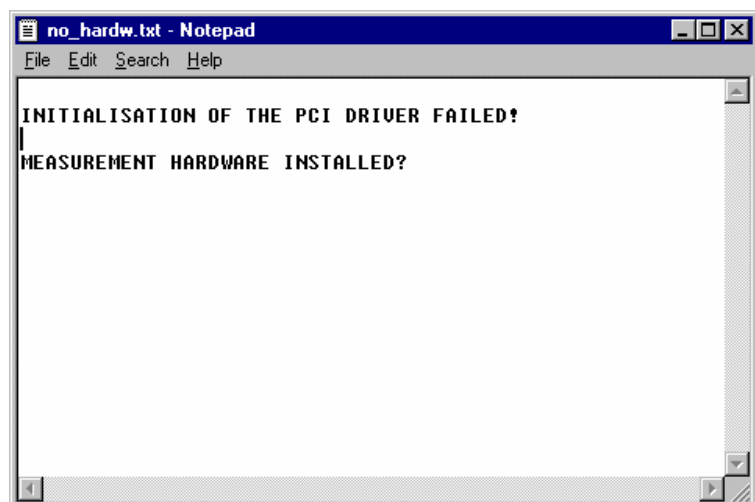 no_hardw.txt - Notepad
File Edit Search Help
INITIALISATION OF THE PCI DRIVER FAILED!
MEASUREMENT HARDWARE INSTALLED?